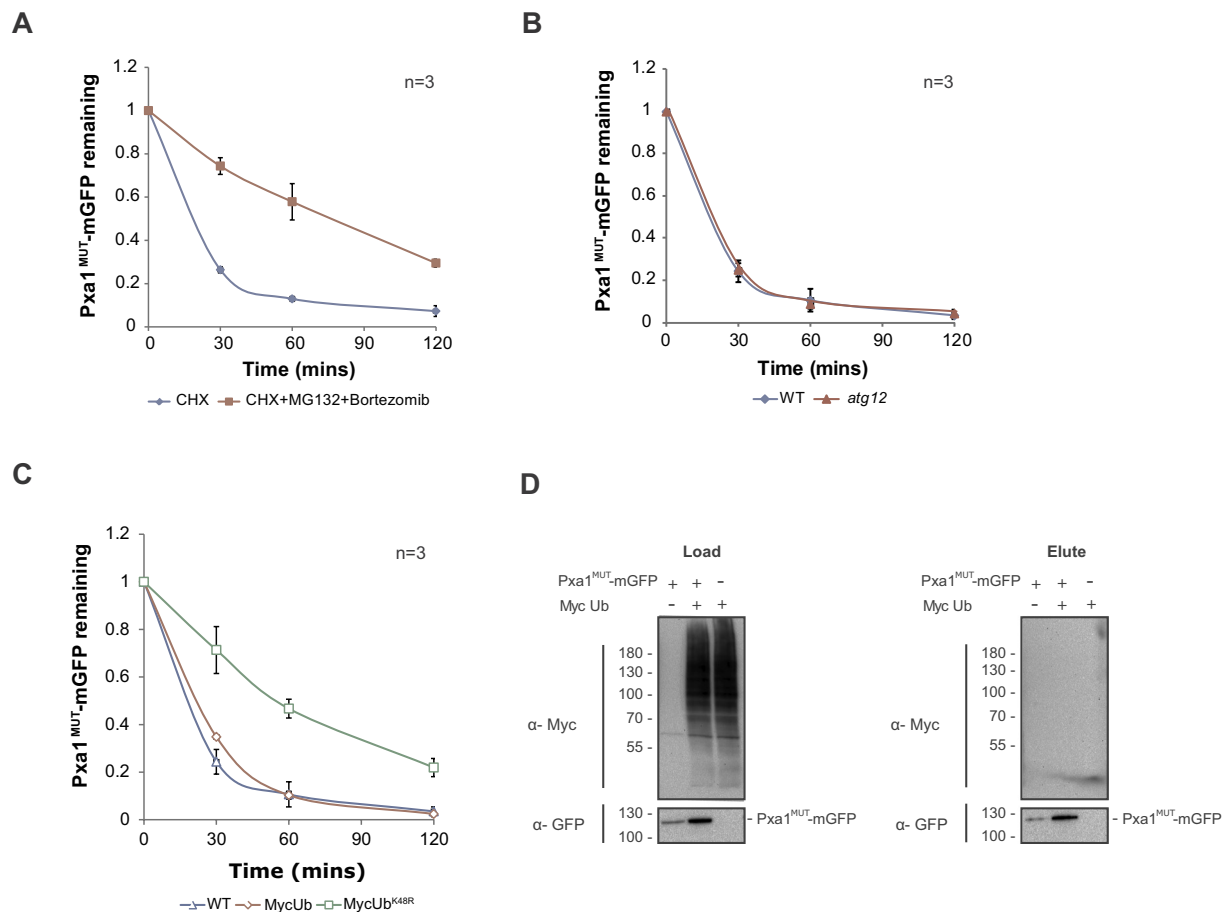 A
Pxa1 MUT-mGFP remaining
1.2
1
0.8
0.6
0.4
0.2
0
n=3
0 30 60 90 120
Time (mins)
CHX CHX+MG132+Bortezomib
B
Pxa1 MUT-mGFP remaining
1.2
1
0.8
0.6
0.4
0.2
0
n=3
0 30 60 90 120
Time (mins)
WT atg12
C
Pxa1MUT-mGFP remaining
1.2
1
0.8
0.6
0.4
0.2
0
n=3
0 30 60 90 120
Time (mins)
WT MycUb MycUbK48R
D
Load
Pxa1MUT-mGFP + + -
Myc Ub - + +
α- Myc
180 -
130 -
100 -
70 -
55 -
α- GFP
130 -
100 -
- Pxa1MUT-mGFP
Elute
Pxa1MUT-mGFP + + -
Myc Ub - + +
α- Myc
180 -
130 -
100 -
70 -
55 -
α- GFP
130 -
100 -
- Pxa1MUT-mGFP